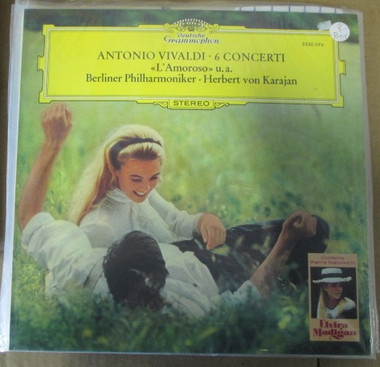 Deutsche
Grammophon
ANTONIO VIVALDI · 6 CONCERTI
«L'Amoroso» u.a.
Berliner Philharmoniker · Herbert von Karajan
STEREO
Elvira
Madigan